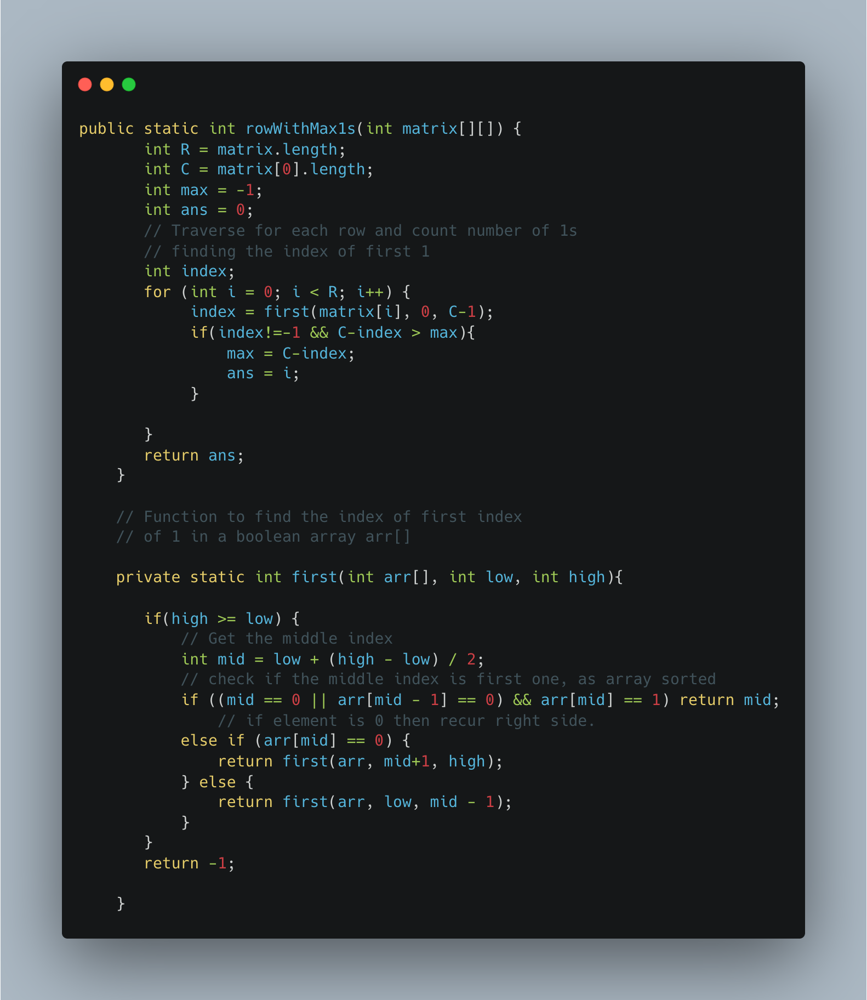 public static int rowWithMax1s(int matrix[][]) {
int R = matrix.length;
int C = matrix[0].length;
int max = -1;
int ans = 0;
// Traverse for each row and count number of 1s
// finding the index of first 1
int index;
for (int i = 0; i < R; i++) {
index = first(matrix[i], 0, C-1);
if(index!=-1 && C-index > max){
max = C-index;
ans = i;
}
}
return ans;
}
// Function to find the index of first index
// of 1 in a boolean array arr[]
private static int first(int arr[], int low, int high){
if(high >= low) {
// Get the middle index
int mid = low + (high - low) / 2;
// check if the middle index is first one, as array sorted
if ((mid == 0 || arr[mid - 1] == 0) && arr[mid] == 1) return mid;
// if element is 0 then recur right side.
else if (arr[mid] == 0) {
return first(arr, mid+1, high);
} else {
return first(arr, low, mid - 1);
}
}
return -1;
}